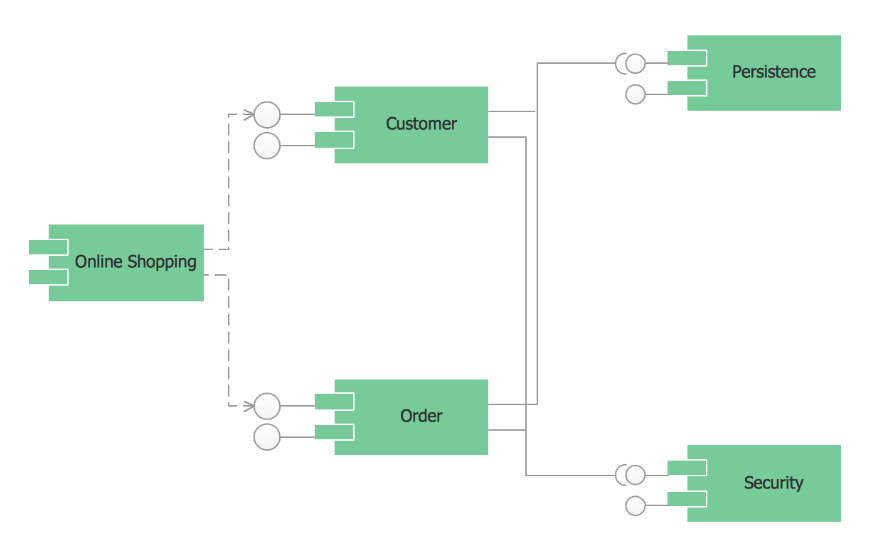 Persistence
Customer
Online Shopping
Order
Security